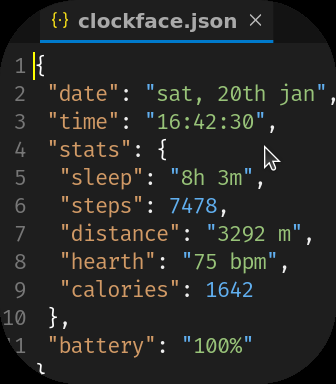 {·} clockface.json ×
1 {
2 "date": "sat, 20th jan",
3 "time": "16:42:30",
4 "stats": {
5 "sleep": "8h 3m",
6 "steps": 7478,
7 "distance": "3292 m",
8 "hearth": "75 bpm",
9 "calories": 1642
10 },
11 "battery": "100%"
}